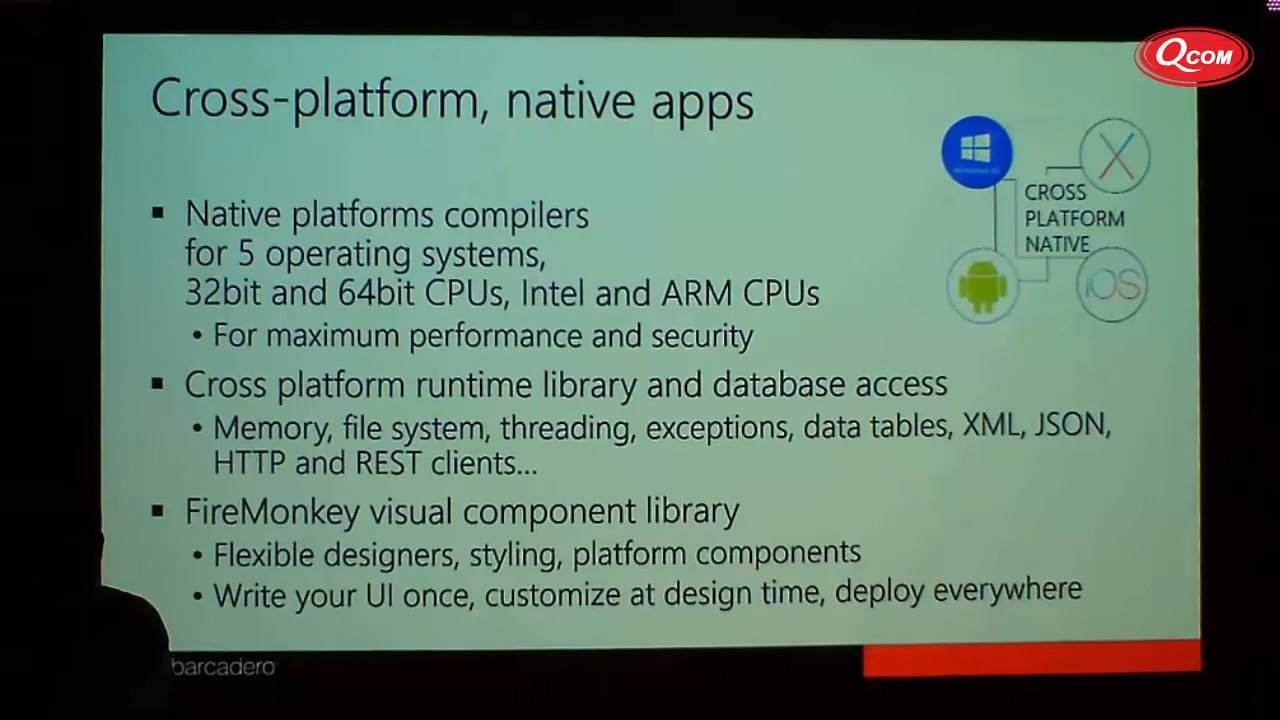 QCOM
Cross-platform, native apps
CROSS
PLATFORM
NATIVE
iOS
▪ Native platforms compilers
for 5 operating systems,
32bit and 64bit CPUs, Intel and ARM CPUs
• For maximum performance and security
▪ Cross platform runtime library and database access
• Memory, file system, threading, exceptions, data tables, XML, JSON,
HTTP and REST clients...
▪ FireMonkey visual component library
• Flexible designers, styling, platform components
• Write your UI once, customize at design time, deploy everywhere
barcadero